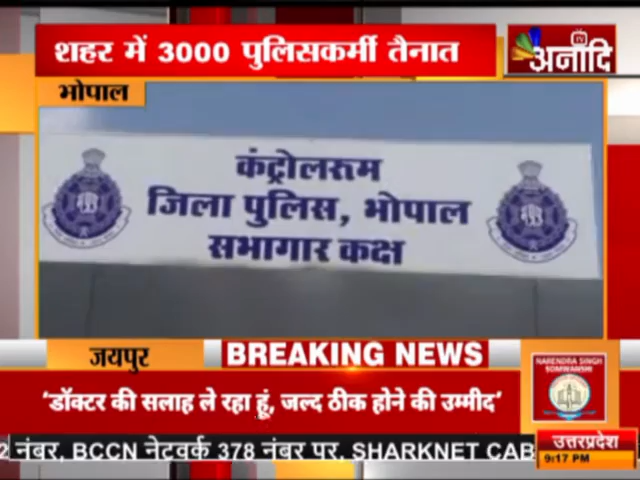 शहर में 3000 पुलिसकर्मी तैनात
TV
अनादि
भोपाल
कंट्रोलरूम
जिला पुलिस, भोपाल
सभागार कक्ष
जयपुर
BREAKING NEWS
NARENDRA SINGH
SOMWANSHI
'डॉक्टर की सलाह ले रहा हूं, जल्द ठीक होने की उम्मीद'
उत्तरप्रदेश
2 नंबर, BCCN नेटवर्क 378 नंबर पर, SHARKNET CAB
9:17 PM